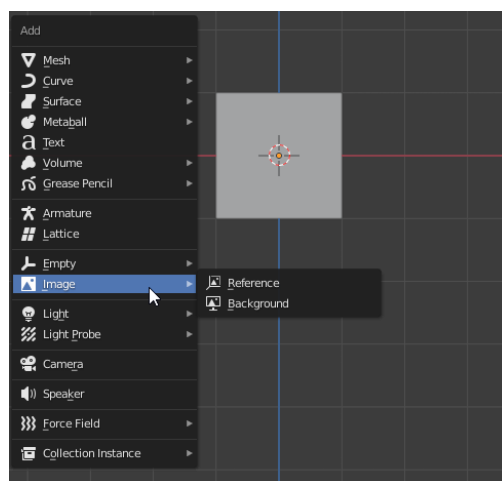 Add
Mesh
Curve
Surface
Metaball
Text
Volume
Grease Pencil
Armature
Lattice
Empty
Image
Reference
Background
Light
Light Probe
Camera
Speaker
Force Field
Collection Instance